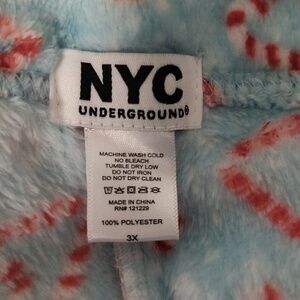 NYC
UNDERGROUND®
MACHINE WASH COLD
NO BLEACH
TUMBLE DRY LOW
DO NOT IRON
DO NOT DRY CLEAN
MADE IN CHINA
RN# 121229
100% POLYESTER
3X